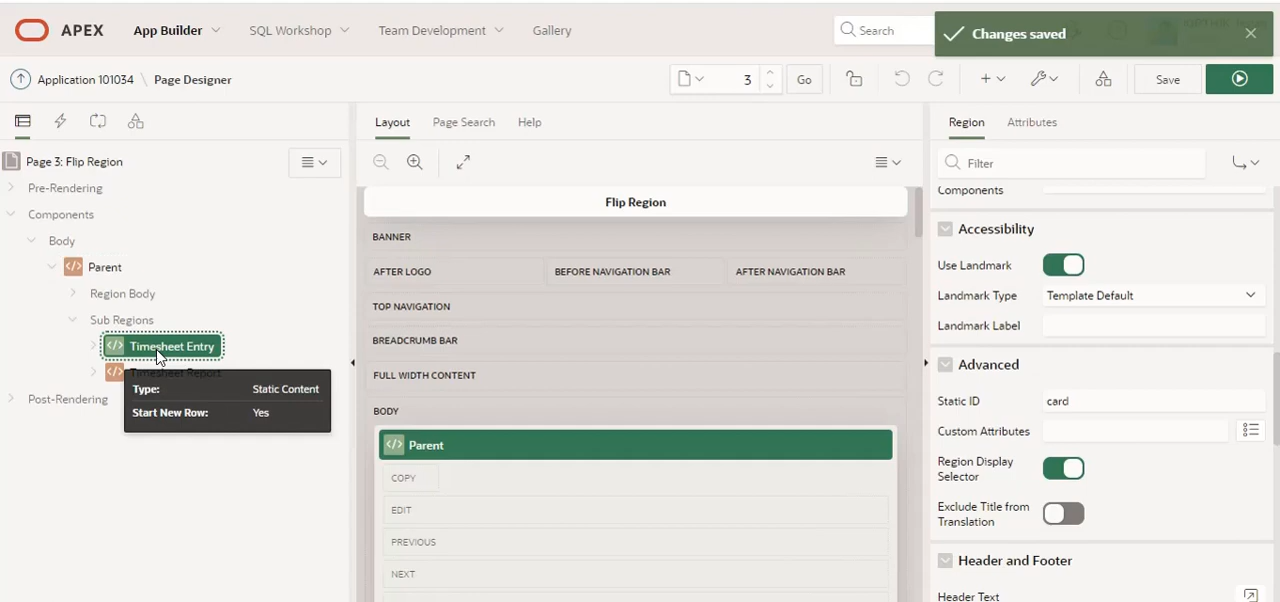 APEX App Builder SQL Workshop Team Development Gallery Search
Changes saved
Application 101034 \ Page Designer 3 Go Save
Page 3: Flip Region
Pre-Rendering
Components
Body
Parent
Region Body
Sub Regions
Timesheet Entry
Timesheet Report
Type: Static Content
Start New Row: Yes
Post-Rendering
Layout Page Search Help
Flip Region
BANNER
AFTER LOGO BEFORE NAVIGATION BAR AFTER NAVIGATION BAR
TOP NAVIGATION
BREADCRUMB BAR
FULL WIDTH CONTENT
BODY
Parent
COPY
EDIT
PREVIOUS
NEXT
Region Attributes
Filter
Components
Accessibility
Use Landmark
Landmark Type Template Default
Landmark Label
Advanced
Static ID card
Custom Attributes
Region Display
Selector
Exclude Title from
Translation
Header and Footer
Header Text